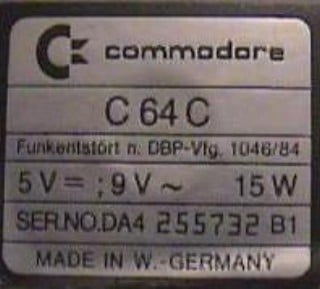 commodore
C 64 C
Funkentstört n. DBP-Vfg. 1046/84
5 V ⎓ ; 9 V ~ 15 W
SER.NO.DA4 255732 B1
MADE IN W.-GERMANY